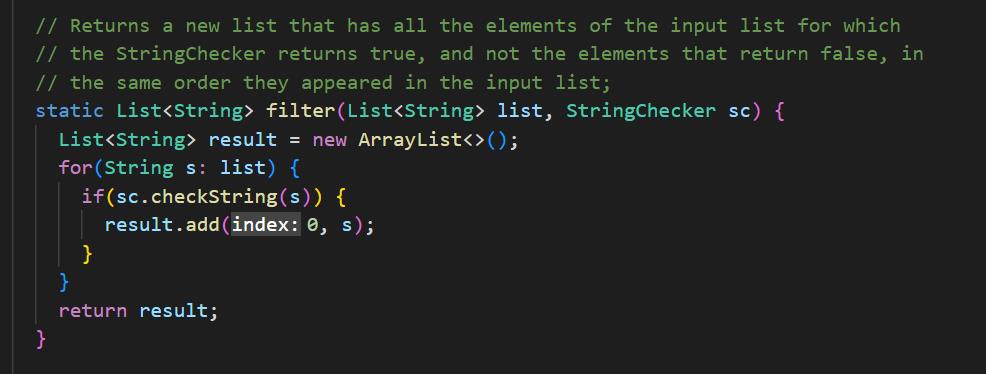 // Returns a new list that has all the elements of the input list for which
// the StringChecker returns true, and not the elements that return false, in
// the same order they appeared in the input list;
static List<String> filter(List<String> list, StringChecker sc) {
List<String> result = new ArrayList<>();
for(String s: list) {
if(sc.checkString(s)) {
result.add(index: 0, s);
}
}
return result;
}